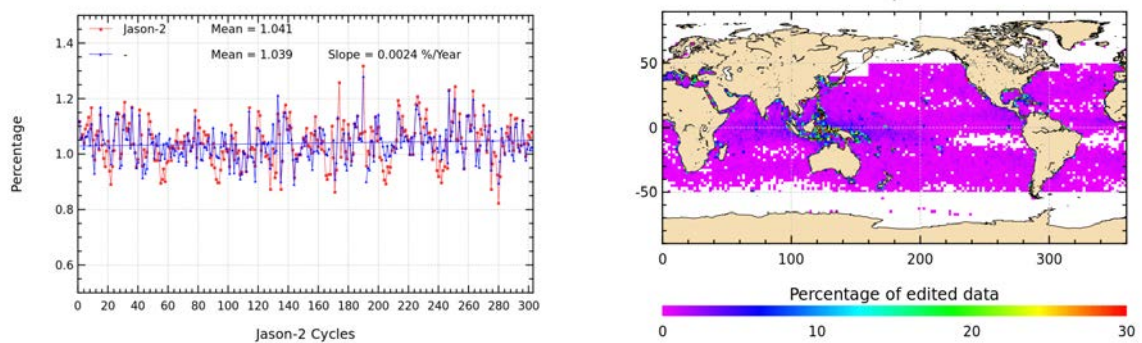 Jason-2 Mean = 1.041
- Mean = 1.039 Slope = 0.0024 %/Year
Percentage
1.4
1.2
1.0
0.8
0.6
0 20 40 60 80 100 120 140 160 180 200 220 240 260 280 300
Jason-2 Cycles
50
0
-50
0 100 200 300
Percentage of edited data
0 10 20 30